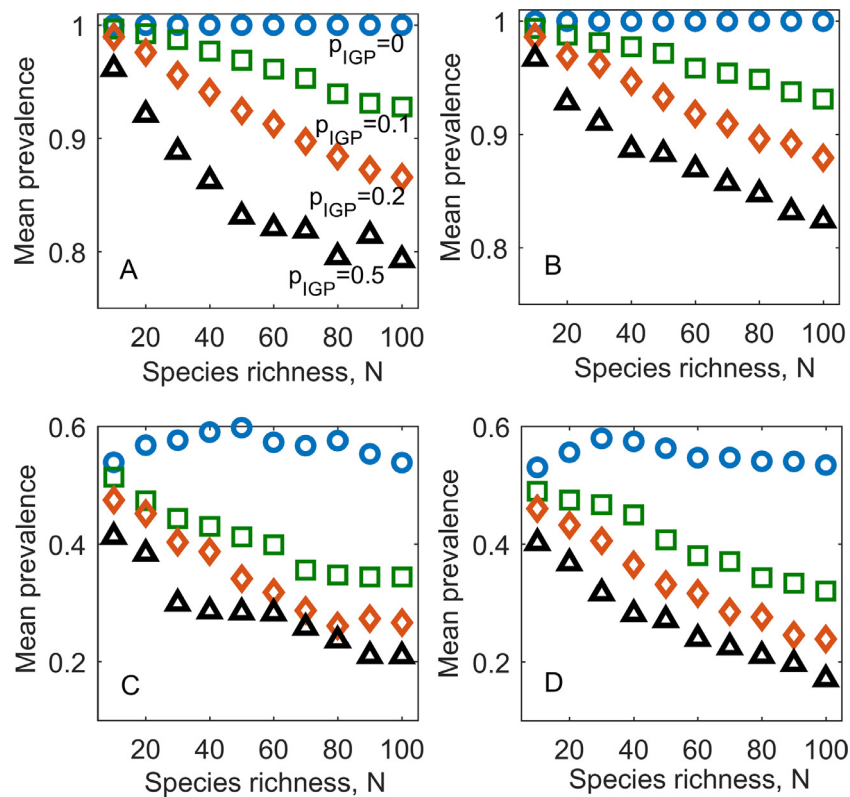 1
0.9
0.8
Mean prevalence
p_IGP=0
p_IGP=0.1
p_IGP=0.2
p_IGP=0.5
A
20 40 60 80 100
Species richness, N
1
0.9
0.8
Mean prevalence
B
20 40 60 80 100
Species richness, N
0.6
0.4
0.2
Mean prevalence
C
20 40 60 80 100
Species richness, N
0.6
0.4
0.2
Mean prevalence
D
20 40 60 80 100
Species richness, N